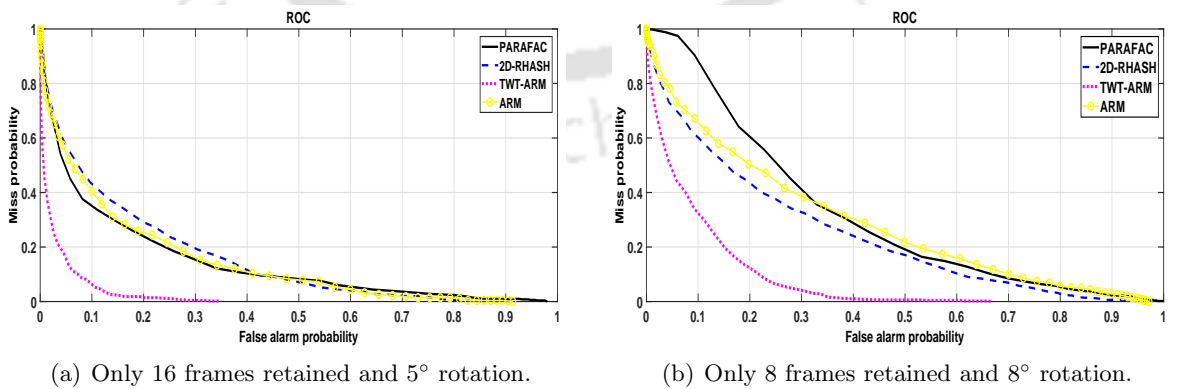 ROC
Miss probability
1
0.8
0.6
0.4
0.2
0
0
0.1
0.2
0.3
0.4
0.5
0.6
0.7
0.8
0.9
1
False alarm probability
PARAFAC
2D-RHASH
TWT-ARM
ARM
(a) Only 16 frames retained and 5° rotation.
ROC
Miss probability
1
0.8
0.6
0.4
0.2
0
0
0.1
0.2
0.3
0.4
0.5
0.6
0.7
0.8
0.9
1
False alarm probability
PARAFAC
2D-RHASH
TWT-ARM
ARM
(b) Only 8 frames retained and 8° rotation.